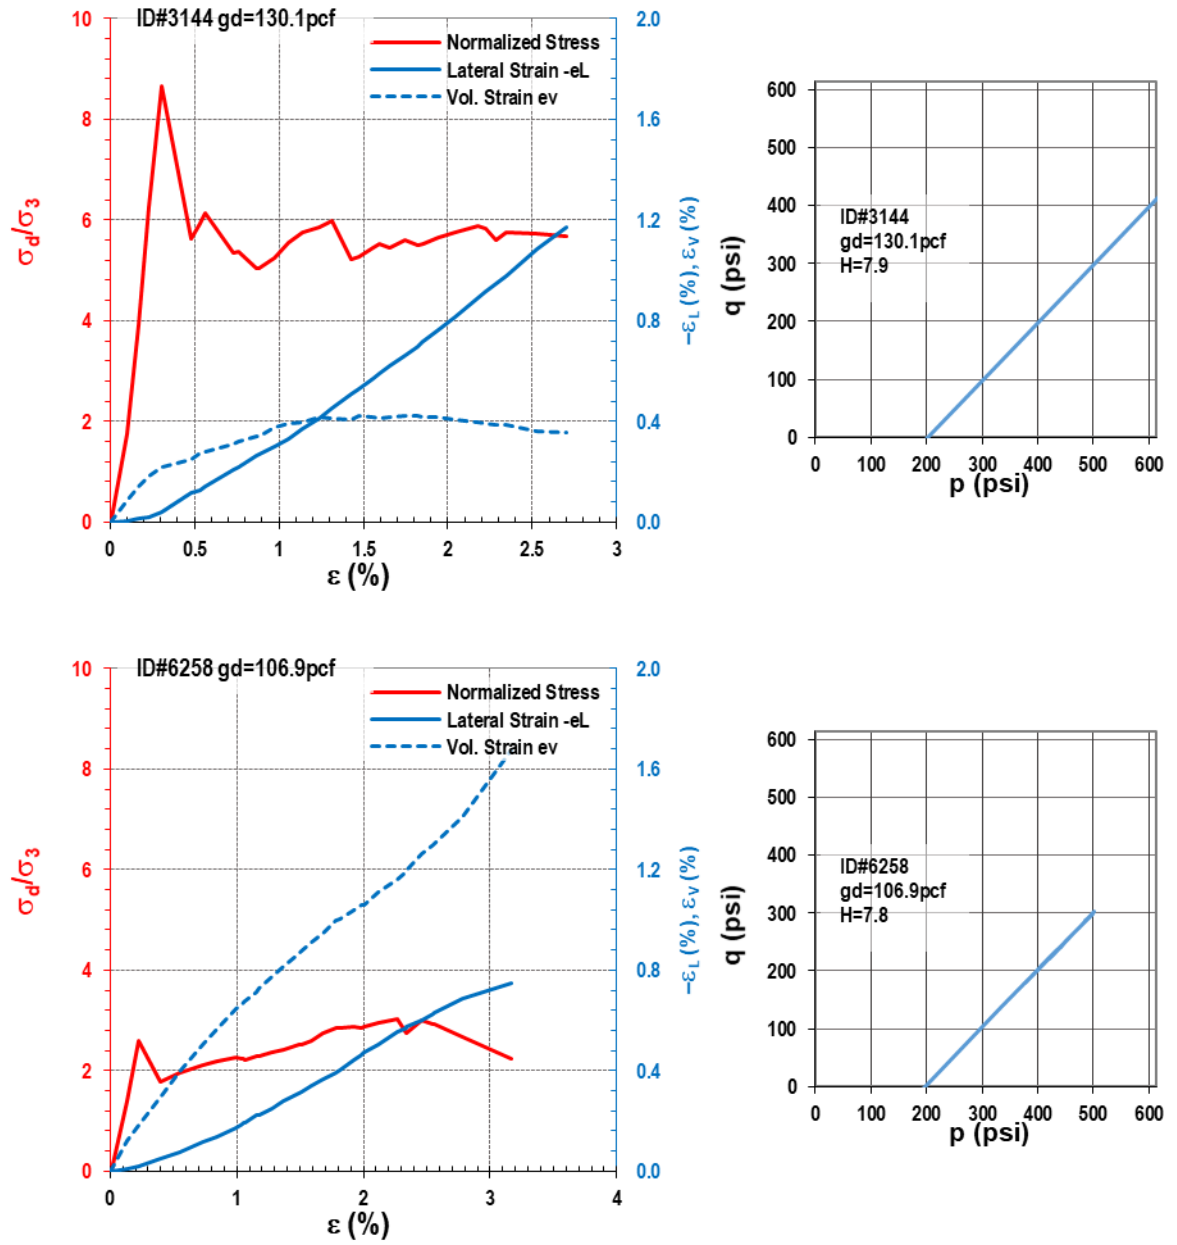 ID#3144 gd=130.1pcf
Normalized Stress
Lateral Strain -eL
Vol. Strain ev
10
8
6
4
2
0
σd/σ3
2.0
1.6
1.2
0.8
0.4
0.0
−εL (%), εV (%)
0 0.5 1 1.5 2 2.5 3
ε (%)
600
500
400
300
200
100
0
q (psi)
ID#3144
gd=130.1pcf
H=7.9
0 100 200 300 400 500 600
p (psi)
ID#6258 gd=106.9pcf
Normalized Stress
Lateral Strain -eL
Vol. Strain ev
10
8
6
4
2
0
σd/σ3
2.0
1.6
1.2
0.8
0.4
0.0
−εL (%), εV (%)
0 1 2 3 4
ε (%)
600
500
400
300
200
100
0
q (psi)
ID#6258
gd=106.9pcf
H=7.8
0 100 200 300 400 500 600
p (psi)